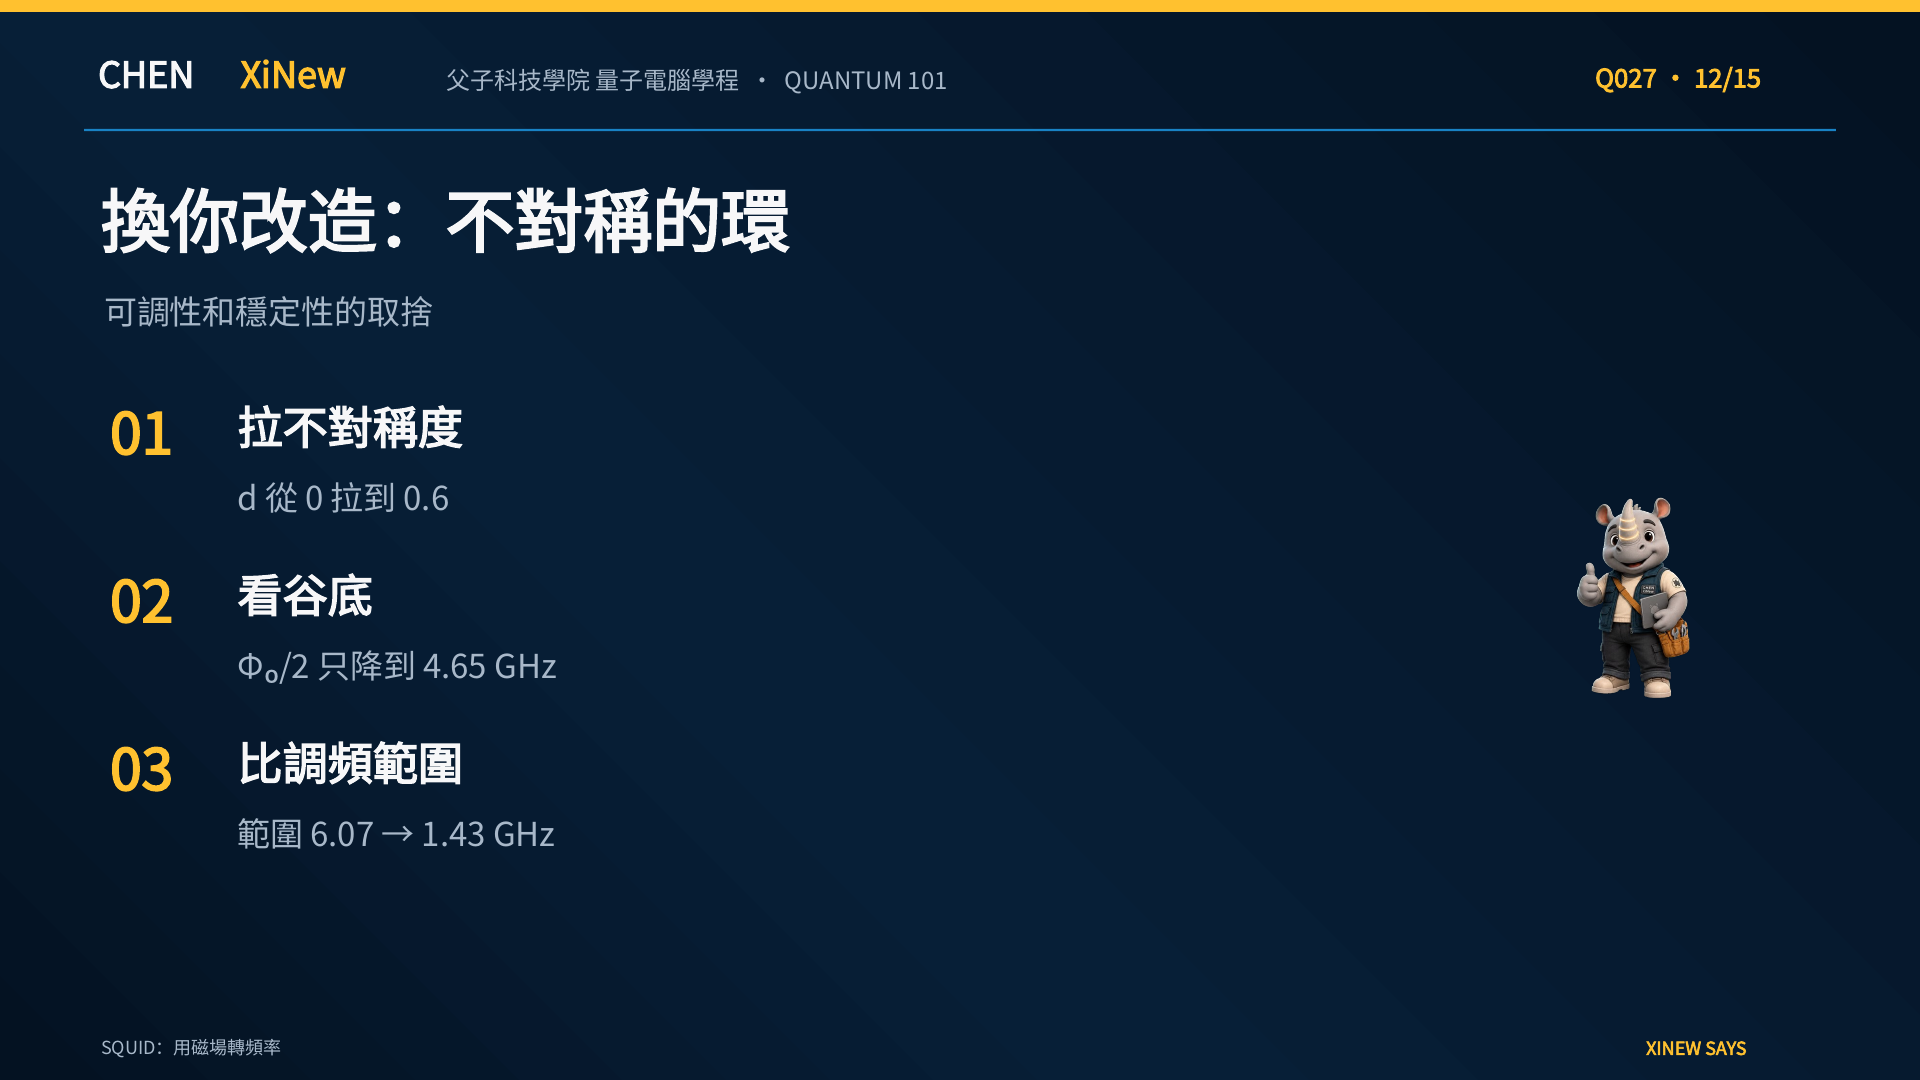 CHEN XiNew 父子科技學院 量子電腦學程 · QUANTUM 101 Q027 · 12/15
換你改造：不對稱的環
可調性和穩定性的取捨
01 拉不對稱度
d 從 0 拉到 0.6
02 看谷底
Φ₀/2 只降到 4.65 GHz
03 比調頻範圍
範圍 6.07 → 1.43 GHz
SQUID：用磁場轉頻率 XINEW SAYS